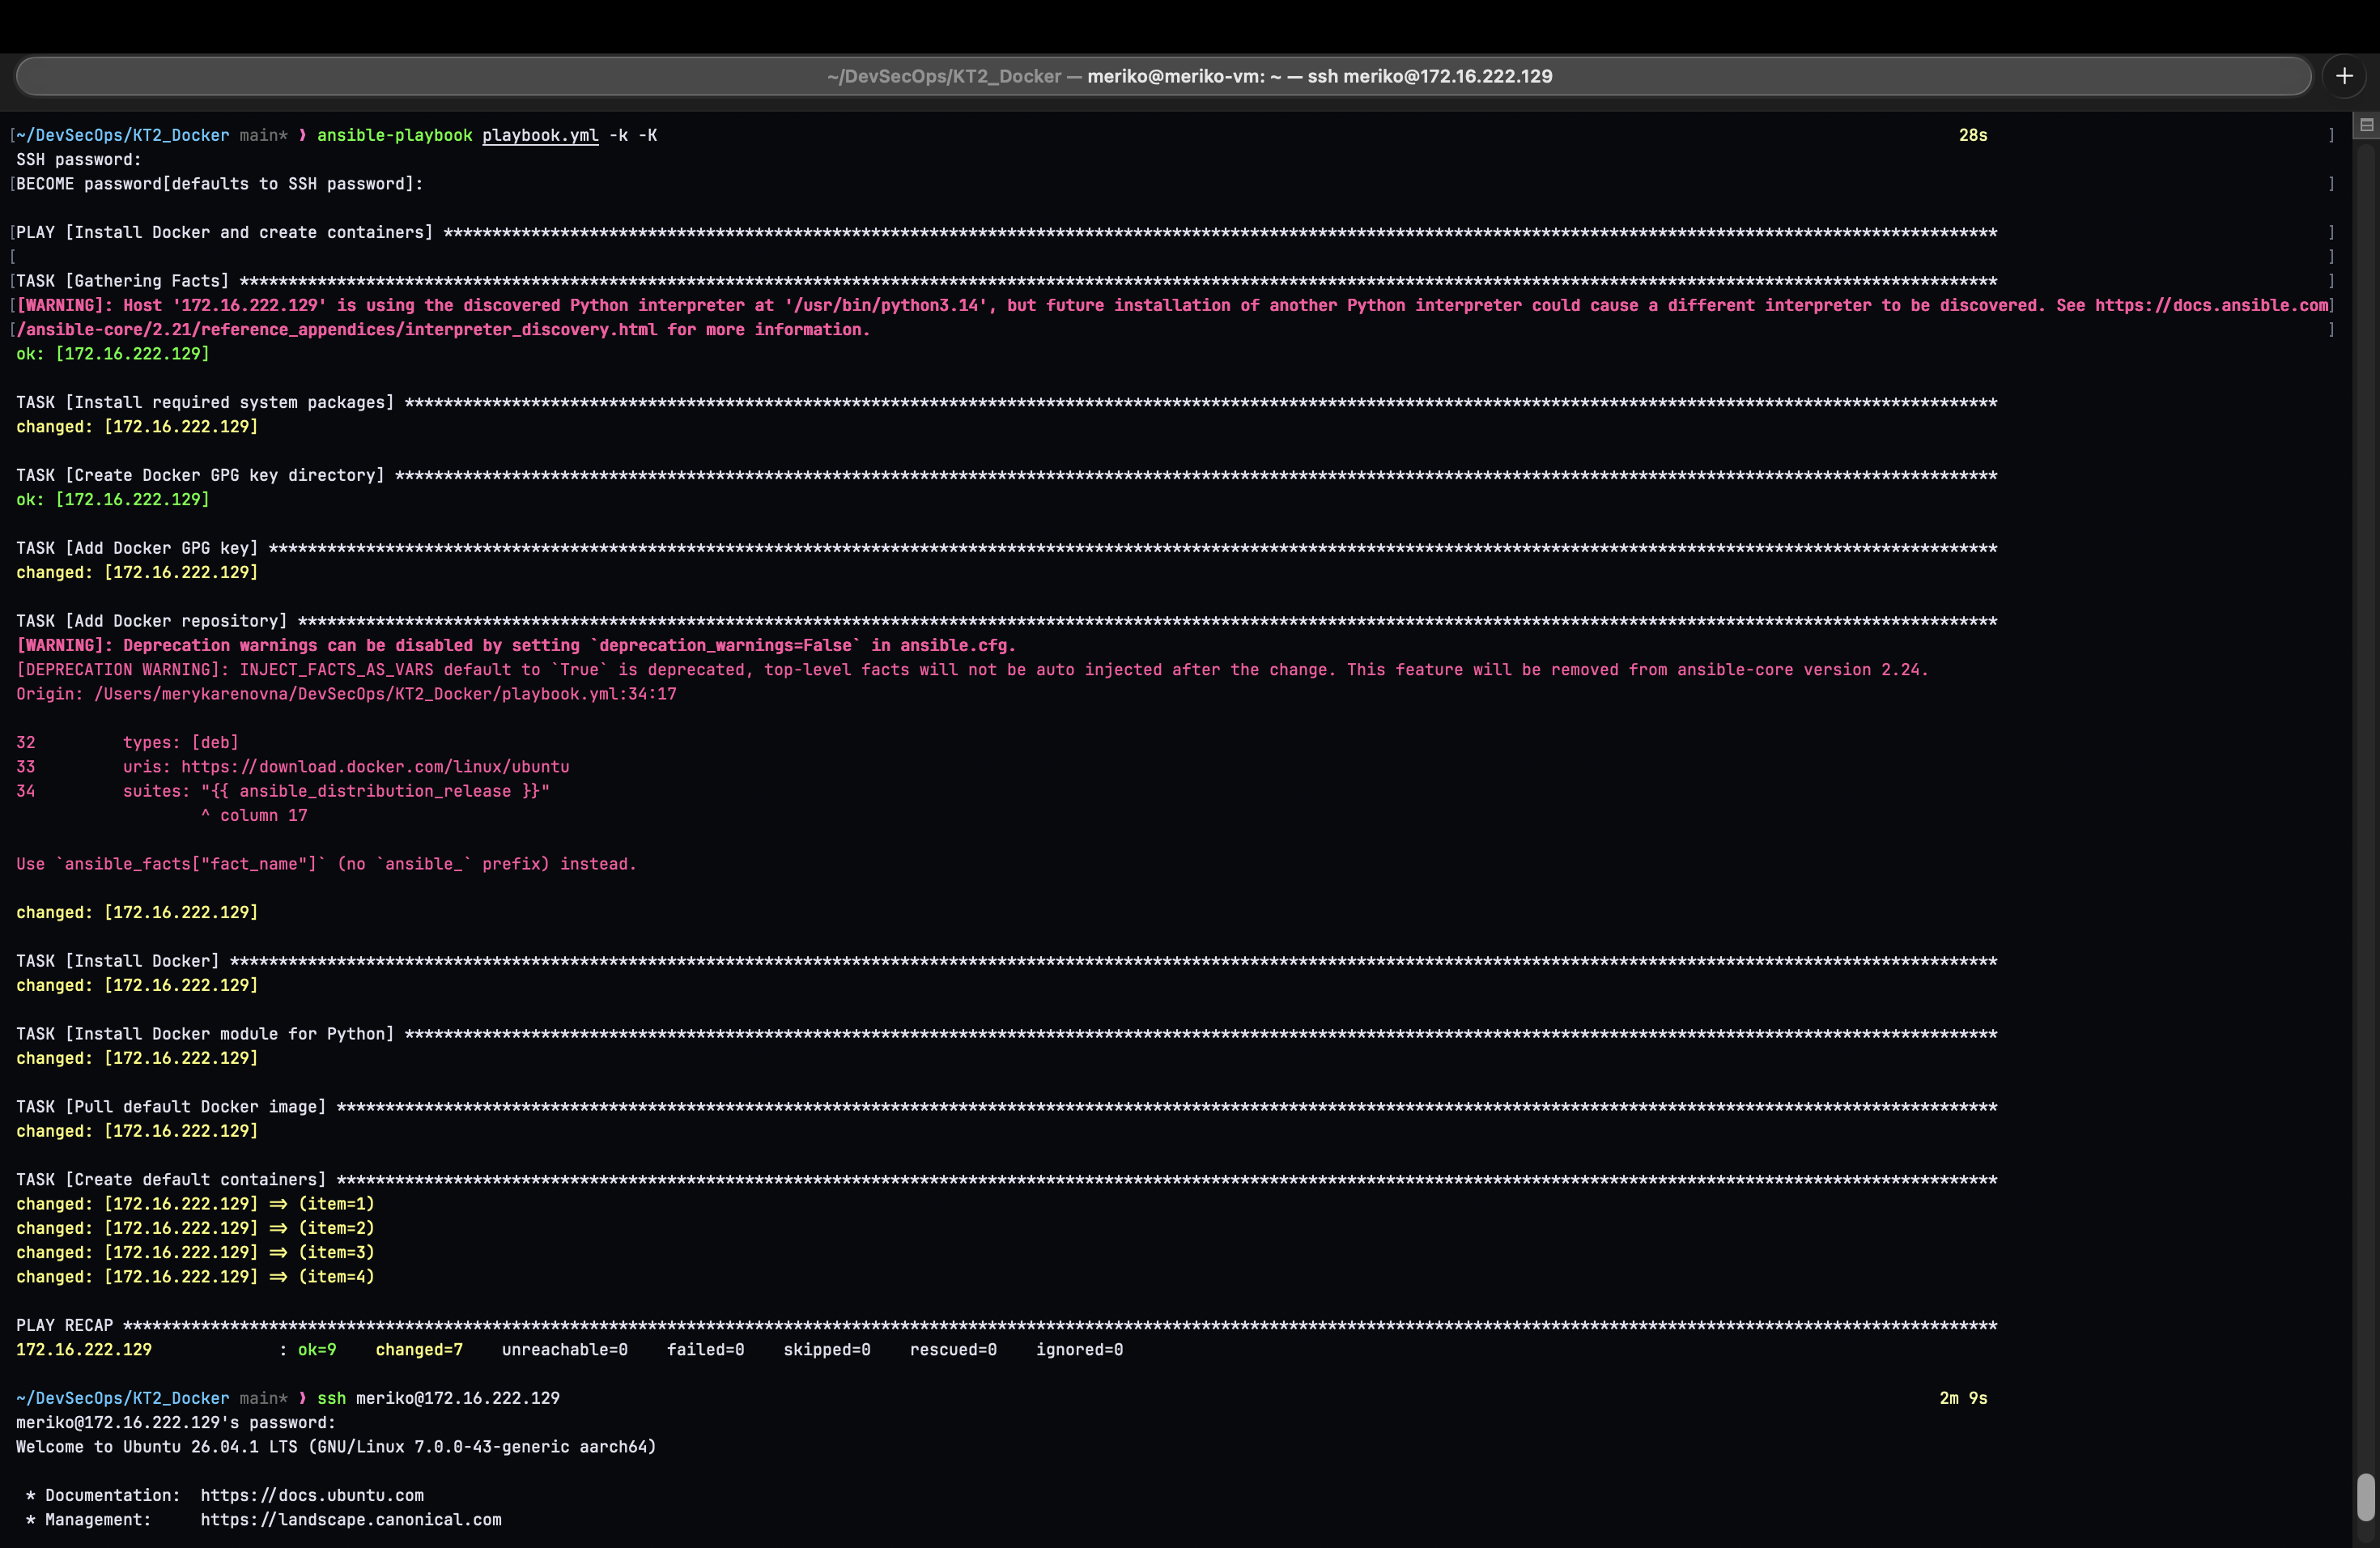 ~/DevSecOps/KT2_Docker — meriko@meriko-vm: ~ — ssh meriko@172.16.222.129
+
[~/DevSecOps/KT2_Docker main* ❯ ansible-playbook playbook.yml -k -K 28s ]
SSH password:
[BECOME password[defaults to SSH password]: ]
[PLAY [Install Docker and create containers] **************************************************************************************************************************************************************** ]
[ ]
[TASK [Gathering Facts] ************************************************************************************************************************************************************************************* ]
[[WARNING]: Host '172.16.222.129' is using the discovered Python interpreter at '/usr/bin/python3.14', but future installation of another Python interpreter could cause a different interpreter to be discovered. See https://docs.ansible.com]
[/ansible-core/2.21/reference_appendices/interpreter_discovery.html for more information. ]
ok: [172.16.222.129]
TASK [Install required system packages] ********************************************************************************************************************************************************************
changed: [172.16.222.129]
TASK [Create Docker GPG key directory] *********************************************************************************************************************************************************************
ok: [172.16.222.129]
TASK [Add Docker GPG key] **********************************************************************************************************************************************************************************
changed: [172.16.222.129]
TASK [Add Docker repository] *******************************************************************************************************************************************************************************
[WARNING]: Deprecation warnings can be disabled by setting `deprecation_warnings=False` in ansible.cfg.
[DEPRECATION WARNING]: INJECT_FACTS_AS_VARS default to `True` is deprecated, top-level facts will not be auto injected after the change. This feature will be removed from ansible-core version 2.24.
Origin: /Users/merykarenovna/DevSecOps/KT2_Docker/playbook.yml:34:17
32 types: [deb]
33 uris: https://download.docker.com/linux/ubuntu
34 suites: "{{ ansible_distribution_release }}"
^ column 17
Use `ansible_facts["fact_name"]` (no `ansible_` prefix) instead.
changed: [172.16.222.129]
TASK [Install Docker] **************************************************************************************************************************************************************************************
changed: [172.16.222.129]
TASK [Install Docker module for Python] ********************************************************************************************************************************************************************
changed: [172.16.222.129]
TASK [Pull default Docker image] ***************************************************************************************************************************************************************************
changed: [172.16.222.129]
TASK [Create default containers] ***************************************************************************************************************************************************************************
changed: [172.16.222.129] => (item=1)
changed: [172.16.222.129] => (item=2)
changed: [172.16.222.129] => (item=3)
changed: [172.16.222.129] => (item=4)
PLAY RECAP *************************************************************************************************************************************************************************************************
172.16.222.129 : ok=9 changed=7 unreachable=0 failed=0 skipped=0 rescued=0 ignored=0
~/DevSecOps/KT2_Docker main* ❯ ssh meriko@172.16.222.129 2m 9s
meriko@172.16.222.129's password:
Welcome to Ubuntu 26.04.1 LTS (GNU/Linux 7.0.0-43-generic aarch64)
* Documentation: https://docs.ubuntu.com
* Management: https://landscape.canonical.com